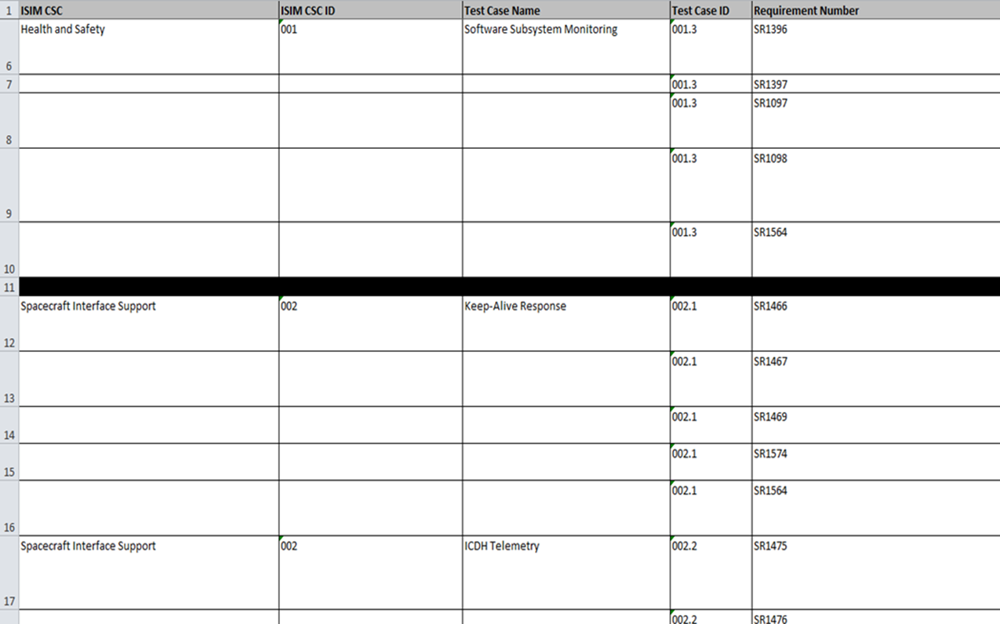 1 ISIM CSC ISIM CSC ID Test Case Name Test Case ID Requirement Number
Health and Safety 001 Software Subsystem Monitoring 001.3 SR1396
6
7 001.3 SR1397
001.3 SR1097
8
001.3 SR1098
9
001.3 SR1564
10
11
Spacecraft Interface Support 002 Keep-Alive Response 002.1 SR1466
12
002.1 SR1467
13
002.1 SR1469
14
002.1 SR1574
15
002.1 SR1564
16
Spacecraft Interface Support 002 ICDH Telemetry 002.2 SR1475
17
002.2 SR1476